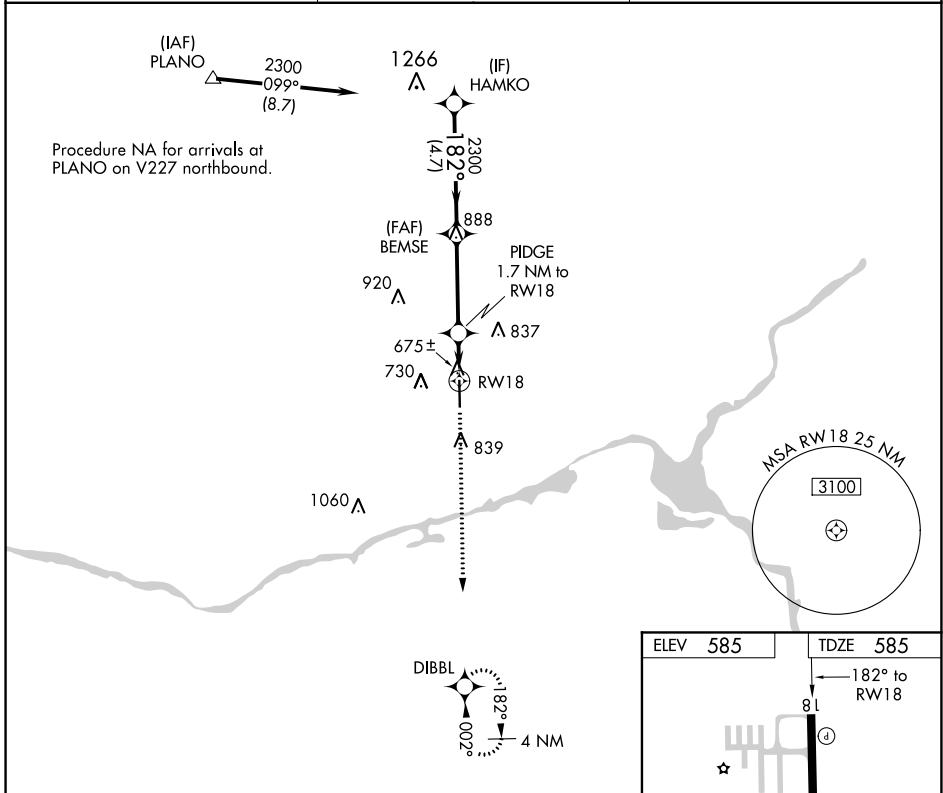 (IAF)
PLANO
2300
099°
(8.7)
1266
(IF)
HAMKO
Procedure NA for arrivals at
PLANO on V227 northbound.
2300
182°
(4.7)
(FAF)
BEMSE
888
PIDGE
1.7 NM to
RW18
920
837
675±
730
RW18
839
1060
MSA RW18 25 NM
3100
DIBBL
182°
002°
4 NM
ELEV 585
TDZE 585
182° to
RW18
18
P